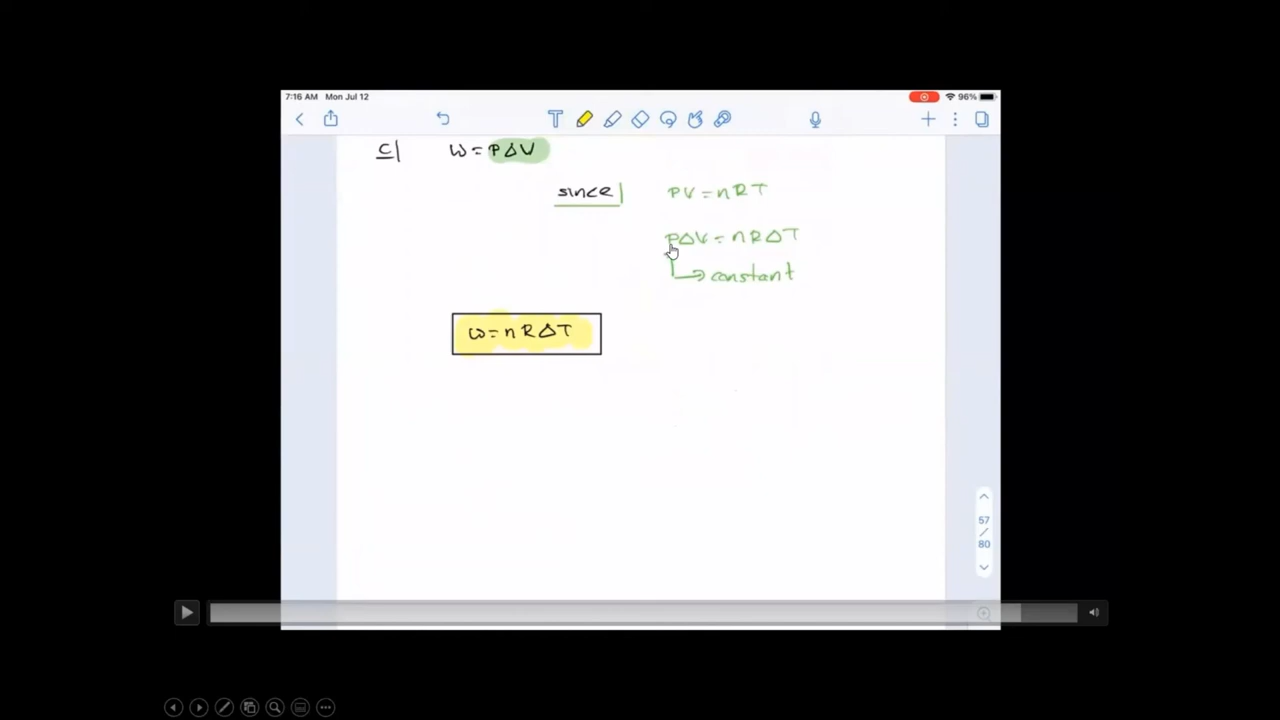 7:16 AM Mon Jul 12
96%
T
c| W = PΔV
since| PV = nRT
PΔV = nRΔT
→ constant
W = nRΔT
57
/
80